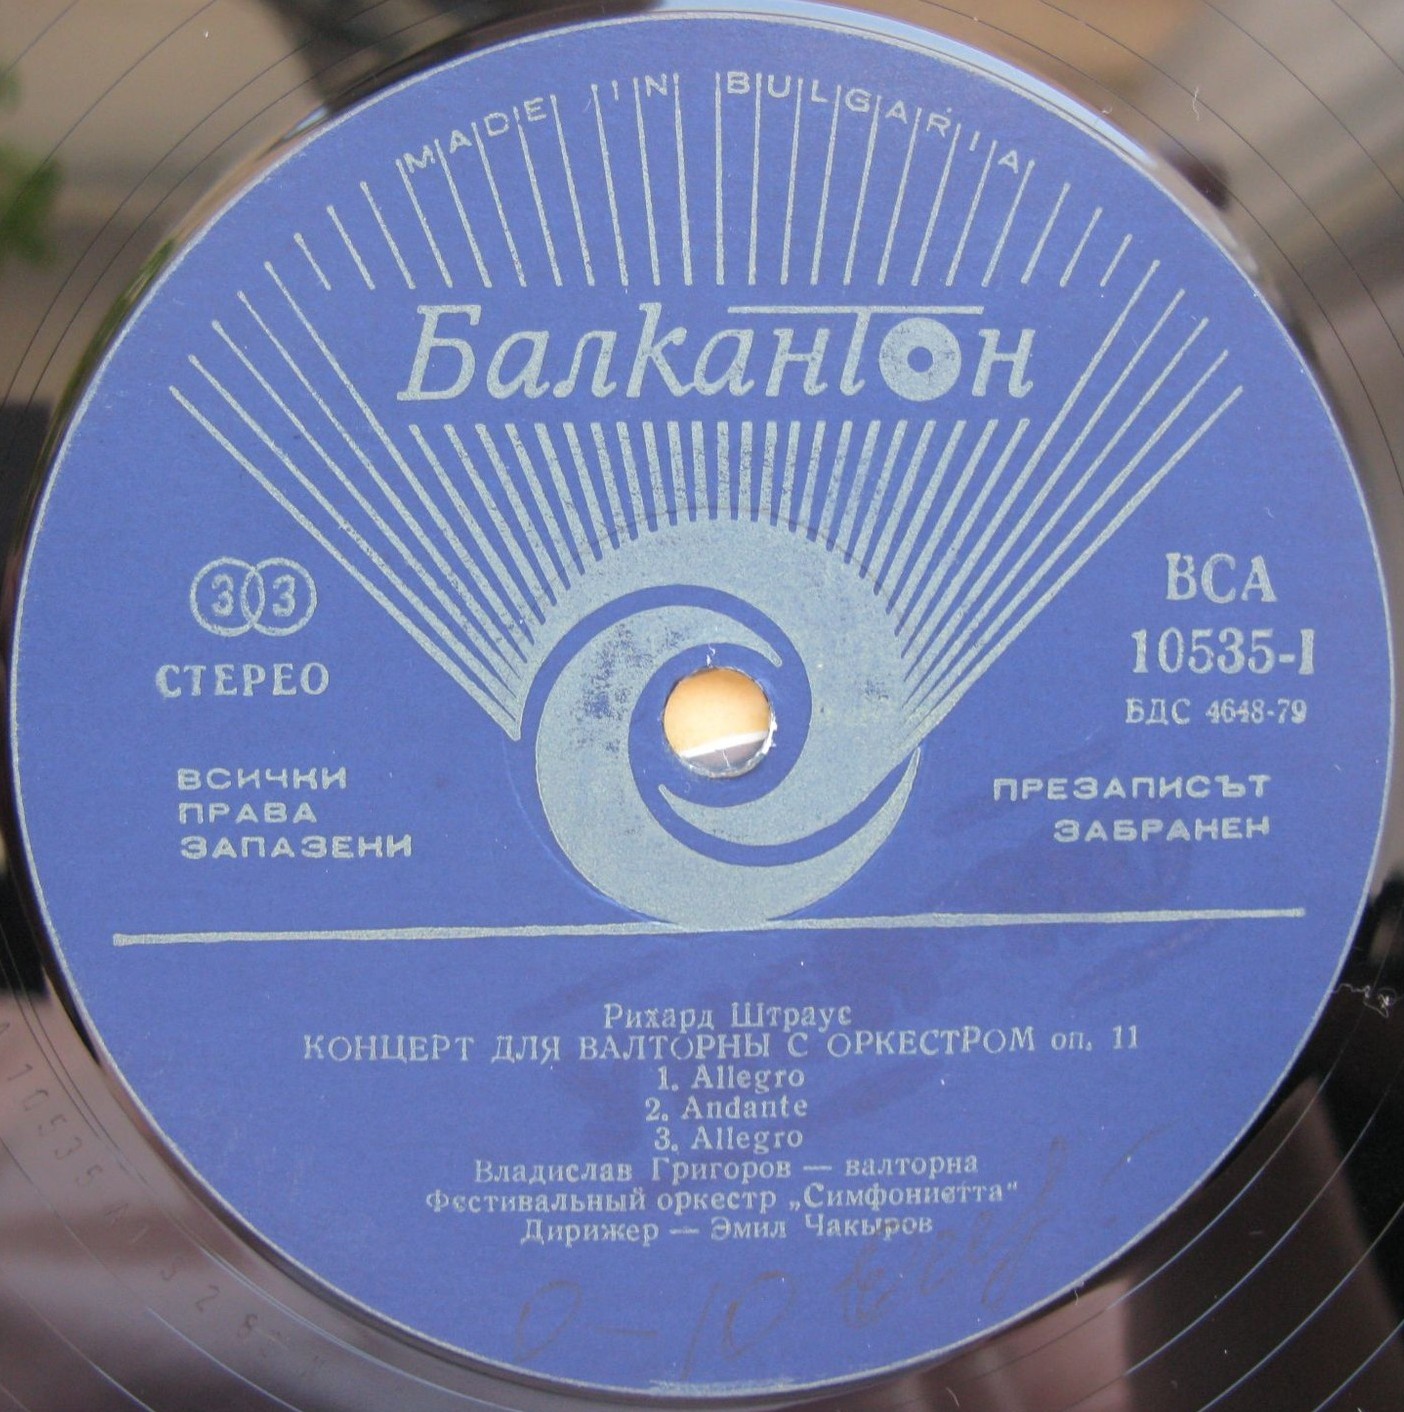 MADE IN BULGARIA
Балкантон
33
СТЕРЕО
ВСИЧКИ
ПРАВА
ЗАПАЗЕНИ
ВСА
10535-I
БДС 4648-79
ПРЕЗАПИСЪТ
ЗАБРАНЕН
Рихард Штраус
КОНЦЕРТ ДЛЯ ВАЛТОРНЫ С ОРКЕСТРОМ оп. 11
1. Allegro
2. Andante
3. Allegro
Владислав Григоров — валторна
Фестивальный оркестр „Симфониетта"
Дирижер — Эмил Чакыров